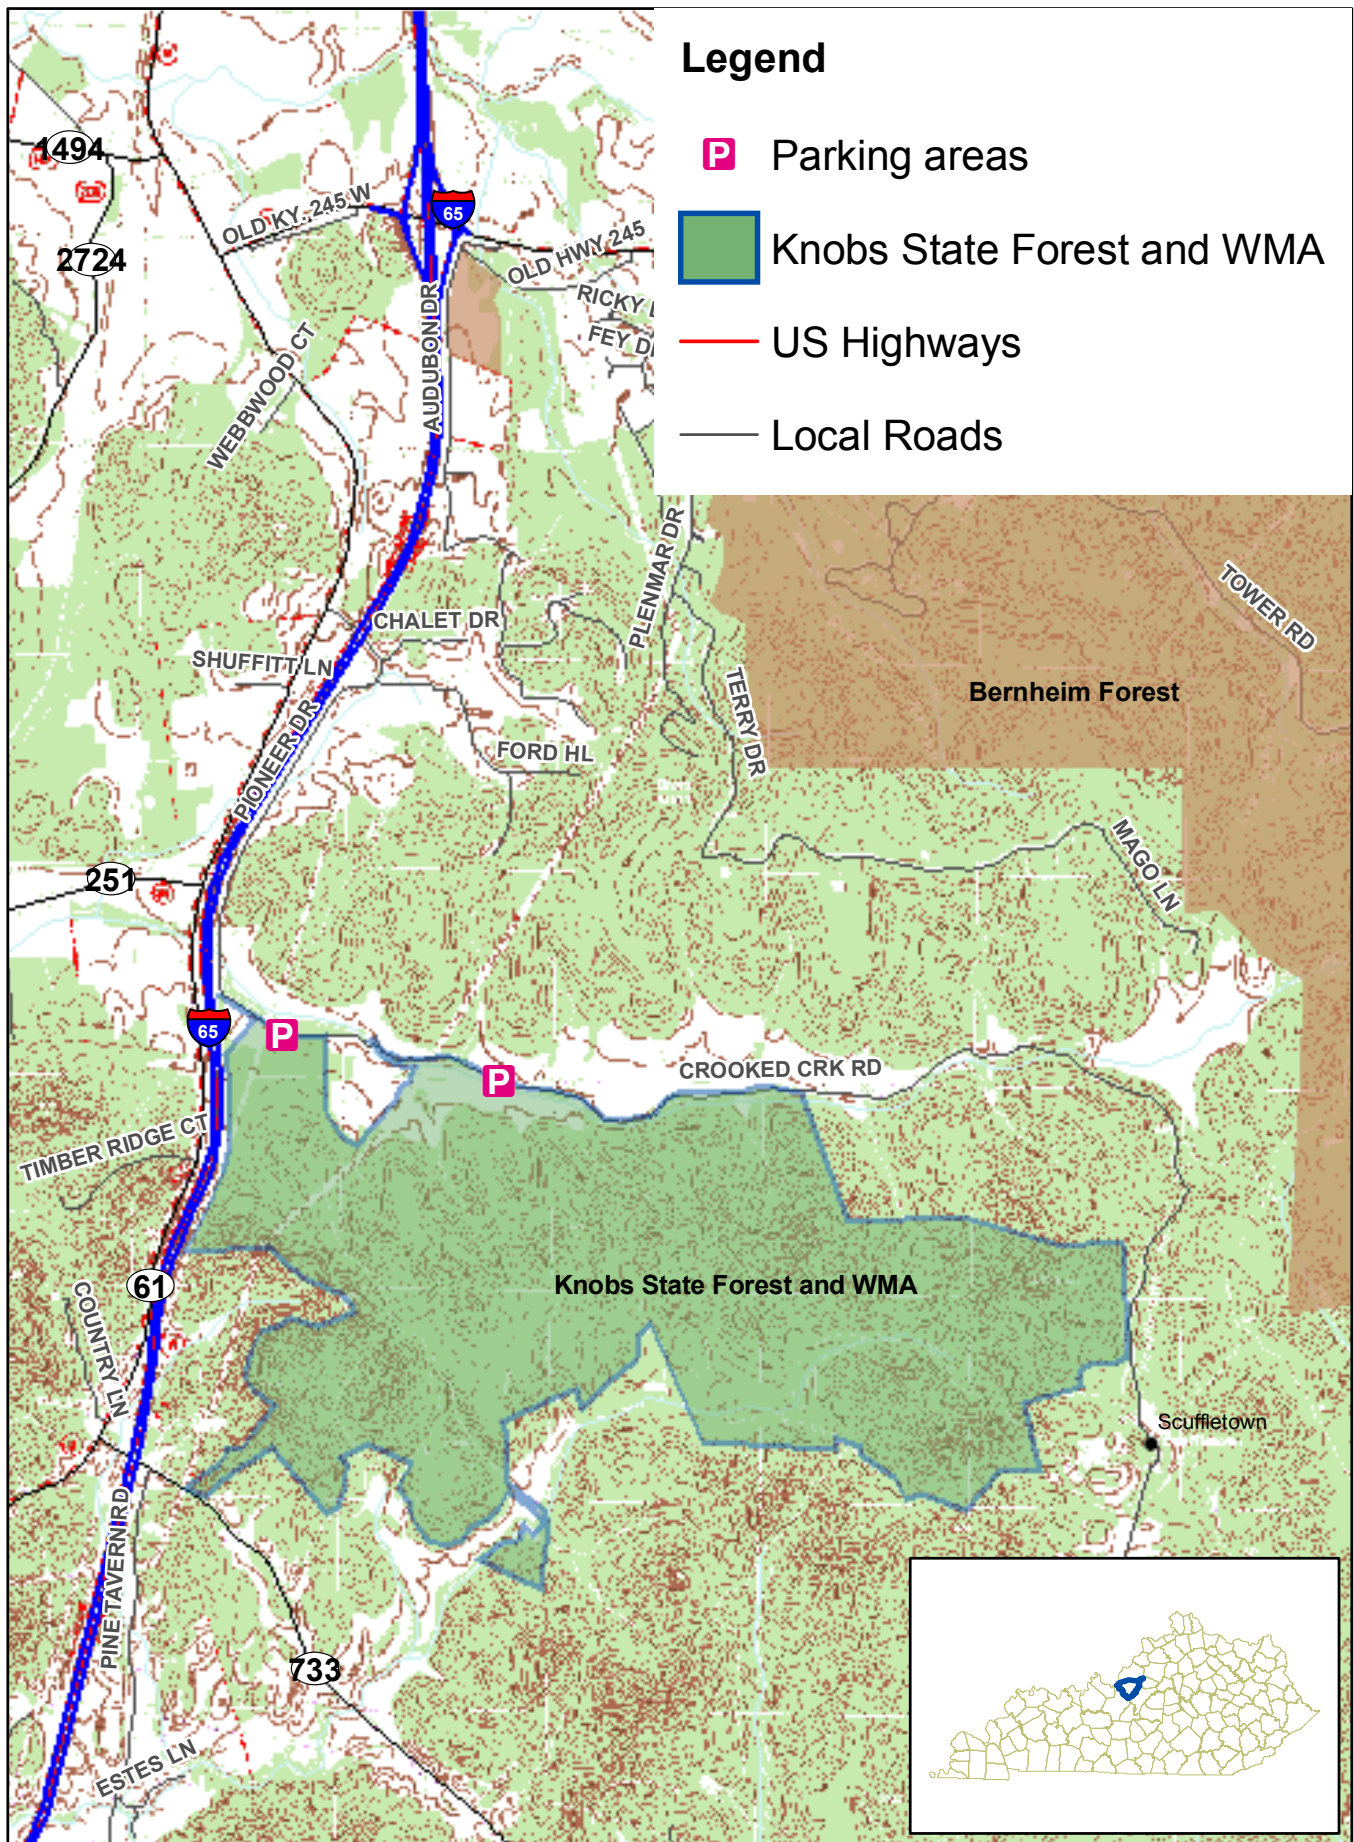 Legend
P Parking areas
Knobs State Forest and WMA
US Highways
Local Roads
1494
2724
OLD KY. 245 W
65
OLD HWY 245
RICKY
FEY
AUDUBON DR
WEBBWOOD CT
PLENMAR DR
TOWER RD
CHALET DR
SHUFFITT LN
Bernheim Forest
TERRY DR
PIONEER DR
FORD HL
MAGO LN
251
65
P
P
CROOKED CRK RD
TIMBER RIDGE CT
61
Knobs State Forest and WMA
COUNTRY LN
Scuffletown
PINE TAVERN RD
733
ESTES LN